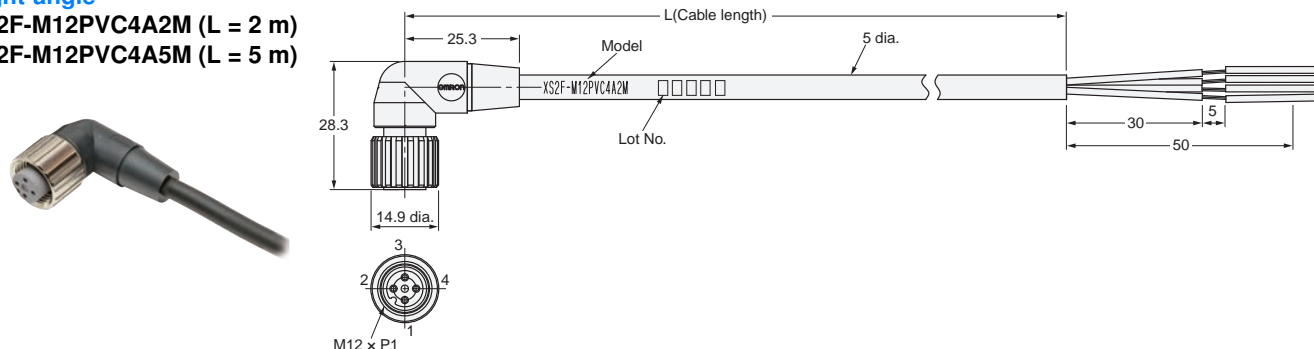 ght-angle
2F-M12PVC4A2M (L = 2 m)
2F-M12PVC4A5M (L = 5 m)
L(Cable length)
25.3
Model
5 dia.
OMRON
XS2F-M12PVC4A2M
28.3
Lot No.
30
5
50
14.9 dia.
3
2
4
1
M12 × P1